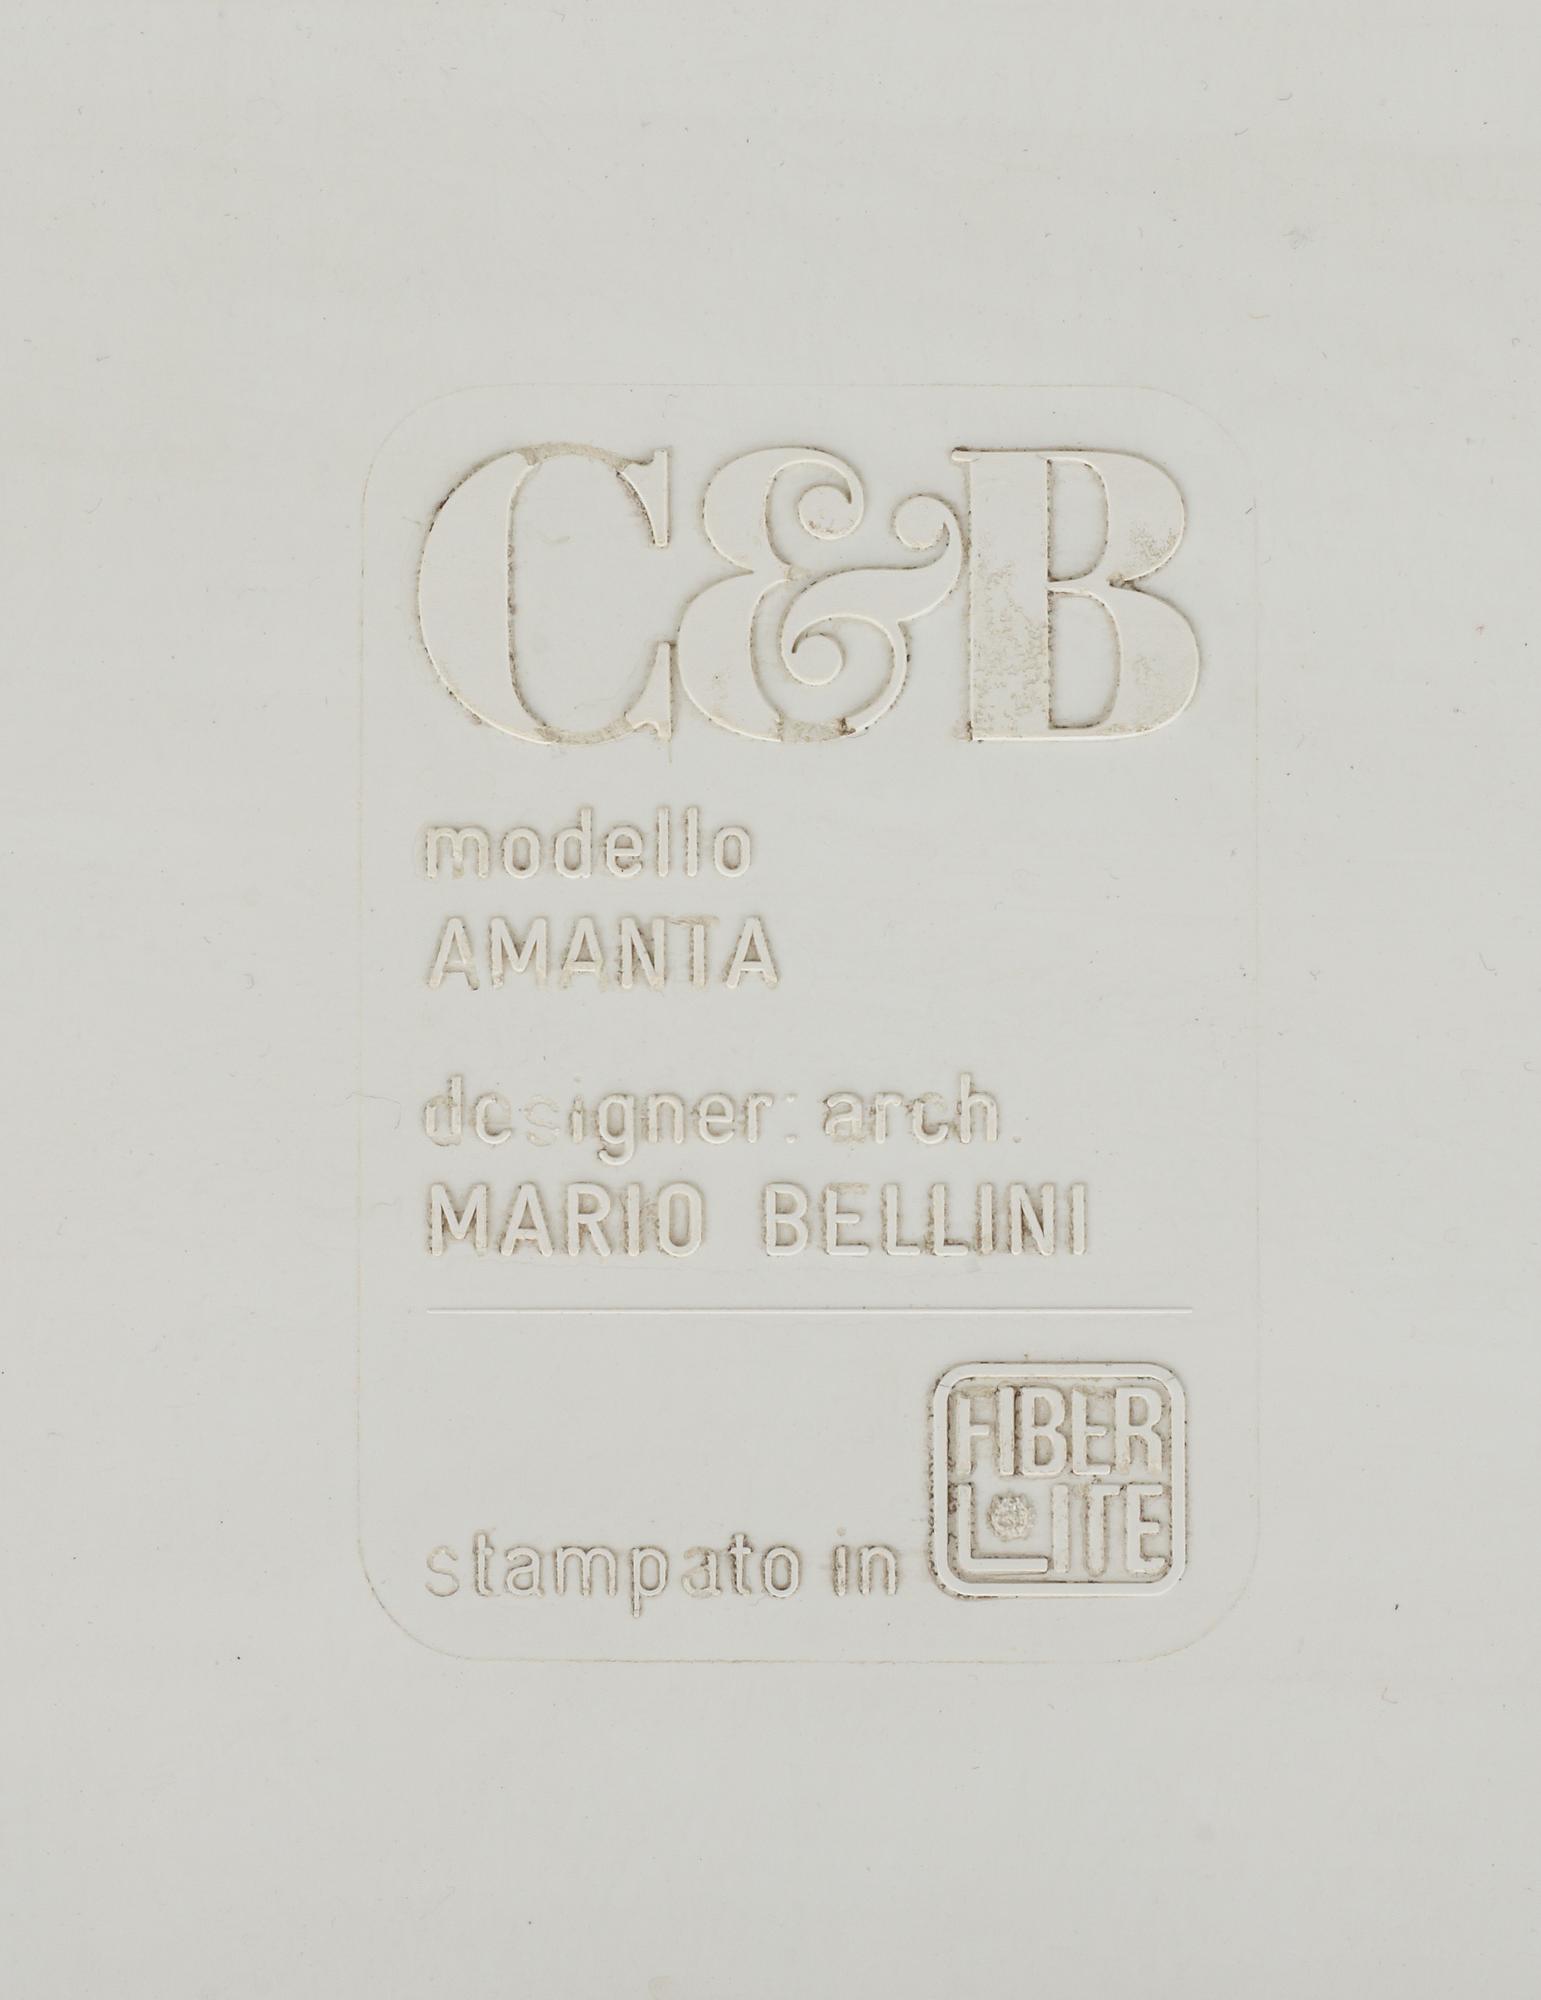 C&B
modello
AMANTA
designer: arch.
MARIO BELLINI
stampato in
FIBER
LITE